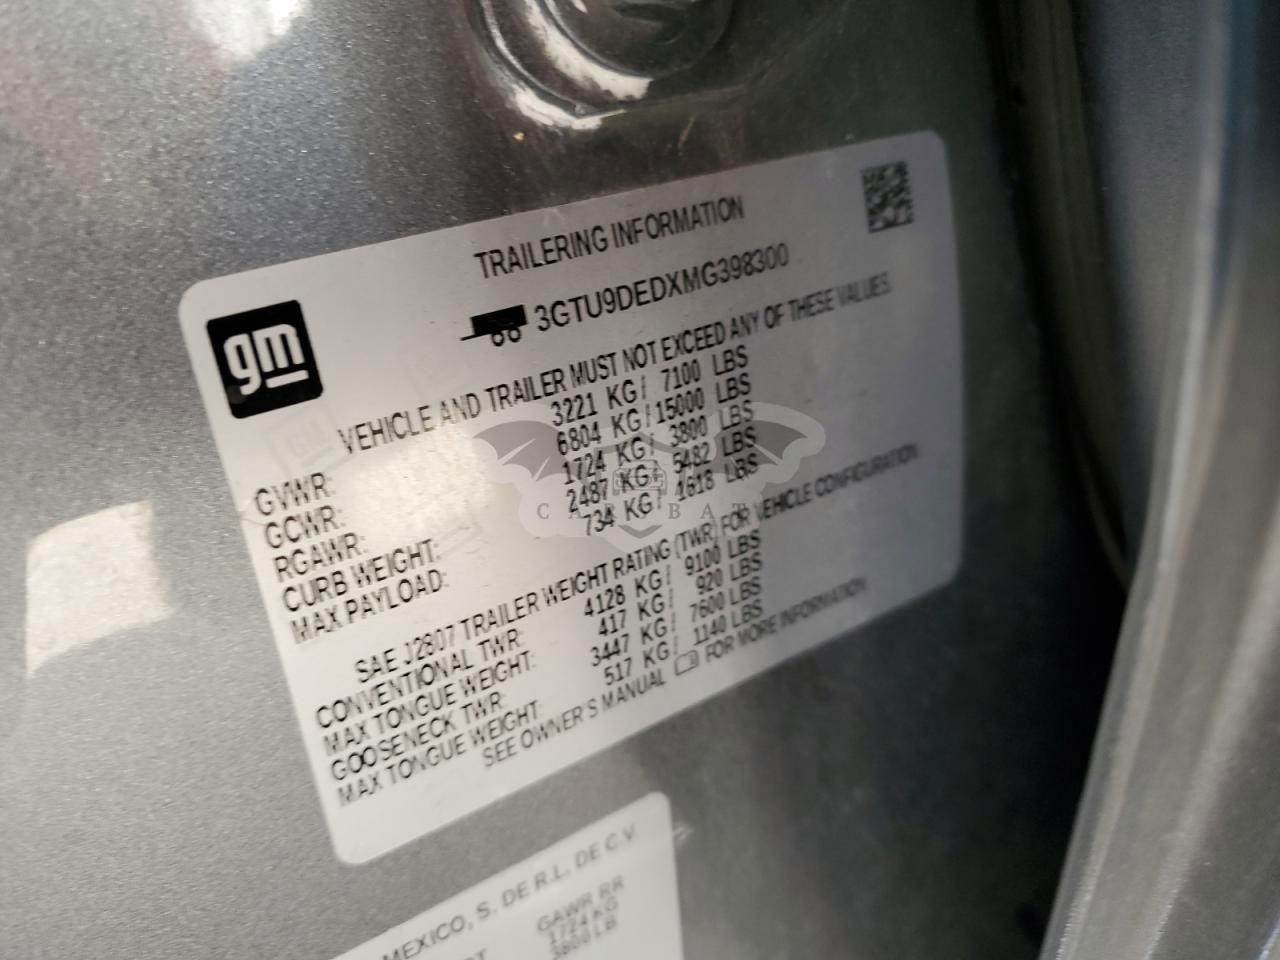 TRAILERING INFORMATION
gm
3GTU9DEDXMG398300
VEHICLE AND TRAILER MUST NOT EXCEED ANY OF THESE VALUES
GVWR: 3221 KG/ 7100 LBS
GCWR: 6804 KG/15000 LBS
RGAWR: 1724 KG/ 3800 LBS
CURB WEIGHT: 2487 KG/ 5482 LBS
MAX PAYLOAD: 734 KG/ 1618 LBS
CARBAT
SAE J2807 TRAILER WEIGHT RATING (TWR) FOR VEHICLE CONFIGURATION
CONVENTIONAL TWR: 4128 KG/ 9100 LBS
MAX TONGUE WEIGHT: 417 KG/ 920 LBS
GOOSENECK TWR: 3447 KG/ 7600 LBS
MAX TONGUE WEIGHT: 517 KG/ 1140 LBS
SEE OWNER'S MANUAL FOR MORE INFORMATION
MEXICO, S. DE R.L. DE C.V.
GAWR RR
1724 KG
3800 LB